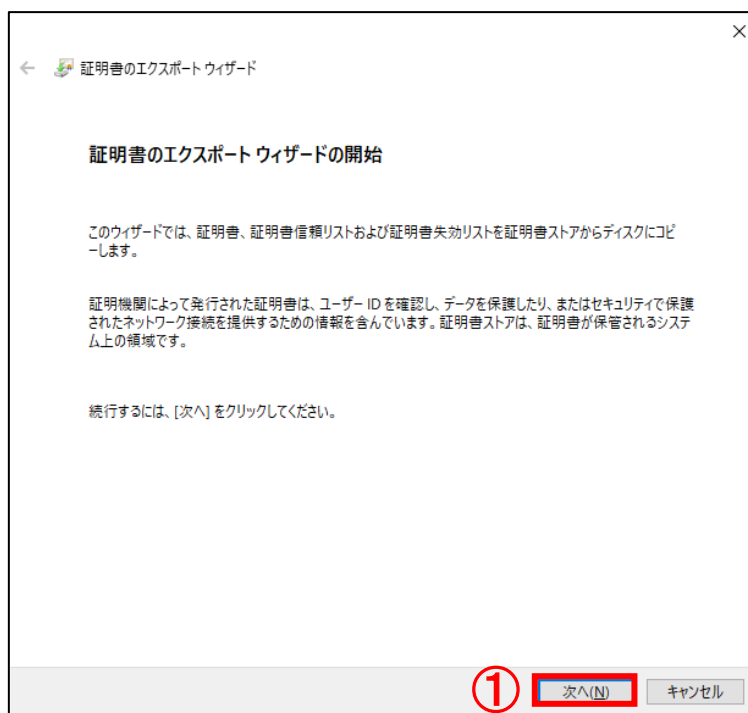 証明書のエクスポート ウィザード
証明書のエクスポート ウィザードの開始
このウィザードでは、証明書、証明書信頼リストおよび証明書失効リストを証明書ストアからディスクにコピ
ーします。
証明機関によって発行された証明書は、ユーザー ID を確認し、データを保護したり、またはセキュリティで保護
されたネットワーク接続を提供するための情報を含んでいます。証明書ストアは、証明書が保管されるシステ
ム上の領域です。
続行するには、[次へ] をクリックしてください。
① 次へ(N) キャンセル